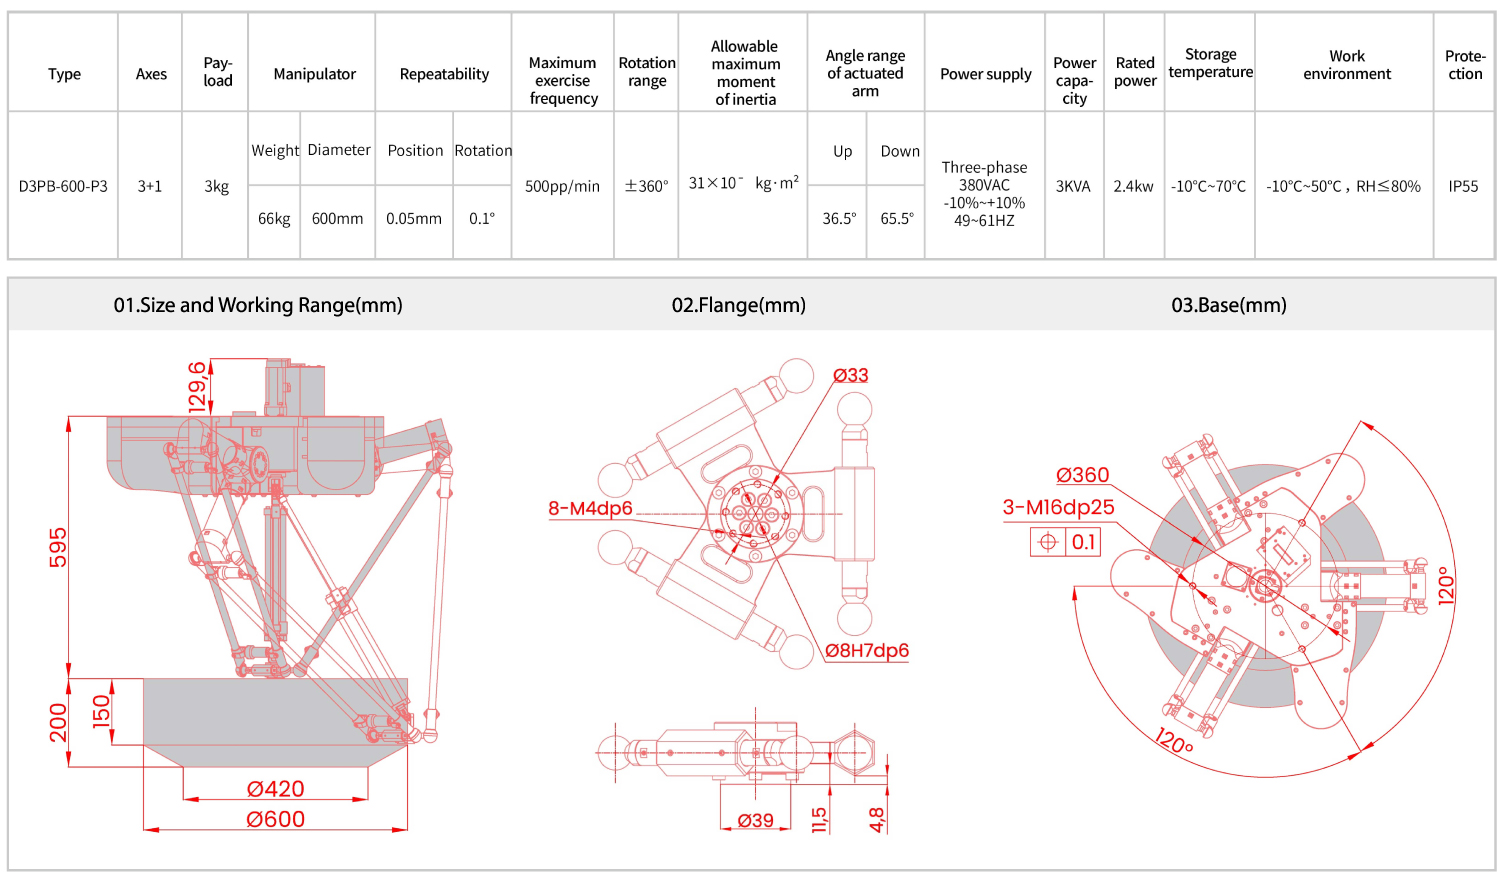 Type
Axes
Pay-
load
Manipulator
Repeatability
Maximum
exercise
frequency
Rotation
range
Allowable
maximum
moment
of inertia
Angle range
of actuated
arm
Power supply
Power
capa-
city
Rated
power
Storage
temperature
Work
environment
Prote-
ction
D3PB-600-P3
3+1
3kg
Weight
Diameter
Position
Rotation
66kg
600mm
0.05mm
0.1°
500pp/min
±360°
31×10⁻ kg·m²
Up
Down
36.5°
65.5°
Three-phase
380VAC
-10%~+10%
49~61HZ
3KVA
2.4kw
-10℃~70℃
-10℃~50℃ , RH≤80%
IP55
01.Size and Working Range(mm)
02.Flange(mm)
03.Base(mm)
129,6
595
200
150
Ø420
Ø600
Ø33
8-M4dp6
Ø8H7dp6
Ø39
11,5
4,8
Ø360
3-M16dp25
⌖ 0.1
120°
120°